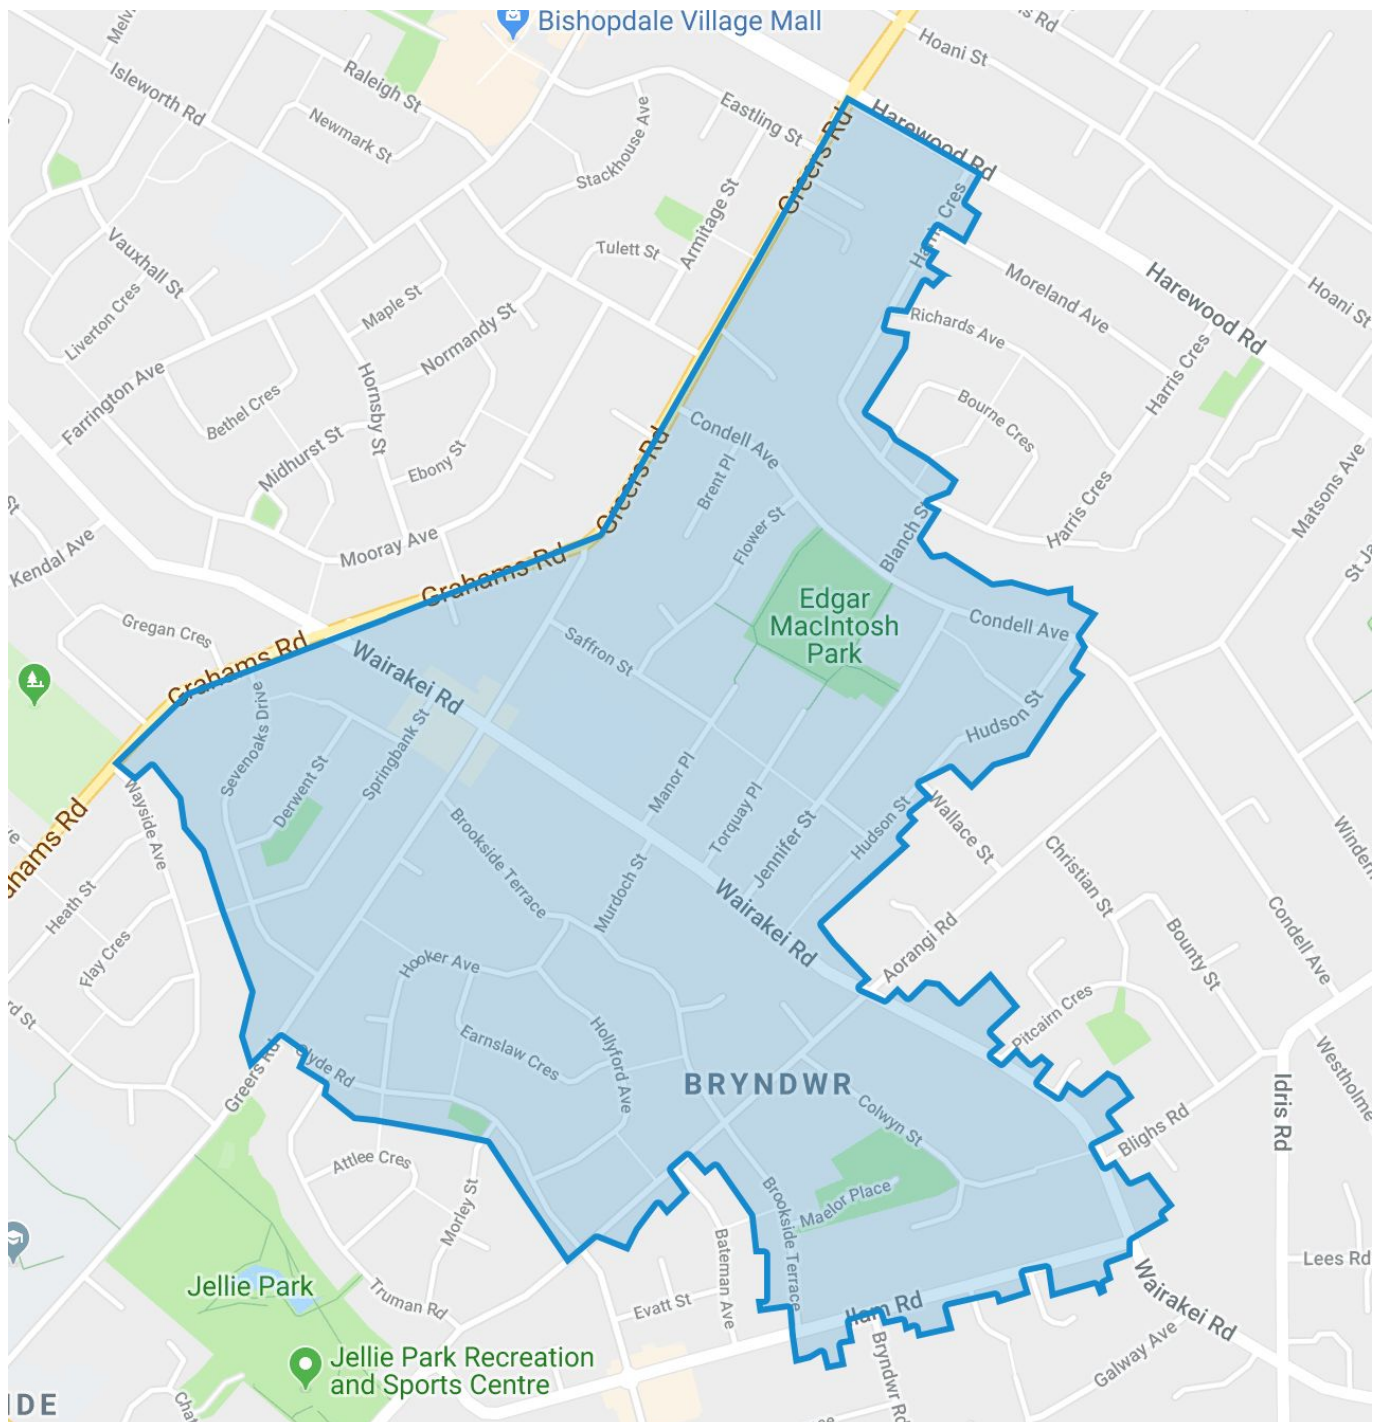 Bishopdale Village Mall
Hoani St
Isleworth Rd
Raleigh St
Newmark St
Eastling St
Stackhouse Ave
Harewood Rd
Greers Rd
Armitage St
Tulett St
Harris Cres
Vauxhall St
Liverton Cres
Maple St
Normandy St
Moreland Ave
Harewood Rd
Hoani St
Richards Ave
Harris Cres
Farrington Ave
Bethel Cres
Hornsby St
Midhurst St
Ebony St
Bourne Cres
Condell Ave
Brent Pl
Greers Rd
Matsons Ave
Harris Cres
Mooray Ave
Kendal Ave
Flower St
Blanch St
Grahams Rd
Edgar
MacIntosh
Park
Condell Ave
Gregan Cres
Grahams Rd
Saffron St
Wairakei Rd
Hudson St
Sevenoaks Drive
Springbank St
Derwent St
Manor Pl
Torquay Pl
Jennifer St
Hudson St
Wallace St
Wayside Ave
Brookside Terrace
Murdoch St
Christian St
Heath St
Flay Cres
Wairakei Rd
Aorangi Rd
Bounty St
Condell Ave
Hooker Ave
Earnslaw Cres
Hollyford Ave
Pitcairn Cres
Greers Rd
BRYNDWR
Colwyn St
Idris Rd
Blighs Rd
Attlee Cres
Morley St
Brookside Terrace
Maelor Place
Bateman Ave
Jellie Park
Truman Rd
Evatt St
Ilam Rd
Lees Rd
Wairakei Rd
Galway Ave
Bryndwr Rd
Jellie Park Recreation
and Sports Centre